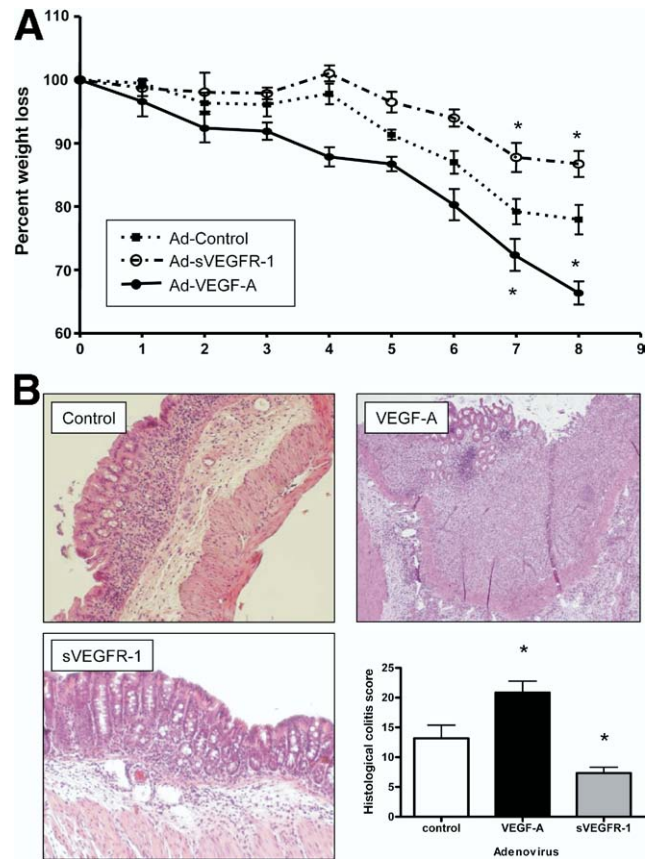 A
110
100
90
80
70
60
Percent weight loss
Ad-Control
Ad-sVEGFR-1
Ad-VEGF-A
* *
*
*
0 1 2 3 4 5 6 7 8 9
B
Control
VEGF-A
sVEGFR-1
Histological colitis score
25
20
15
10
5
0
*
*
control VEGF-A sVEGFR-1
Adenovirus